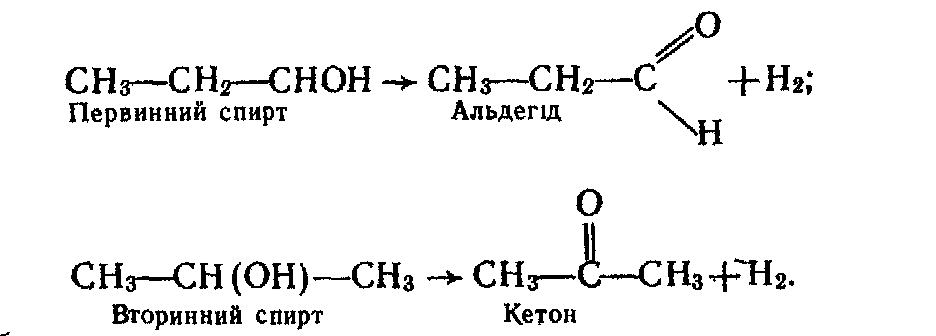 O
CH₃—CH₂—CHOH → CH₃—CH₂—C +H₂;
Первинний спирт Альдегід
H
O
CH₃—CH(OH)—CH₃ → CH₃—C—CH₃ + H₂.
Вторинний спирт Кетон